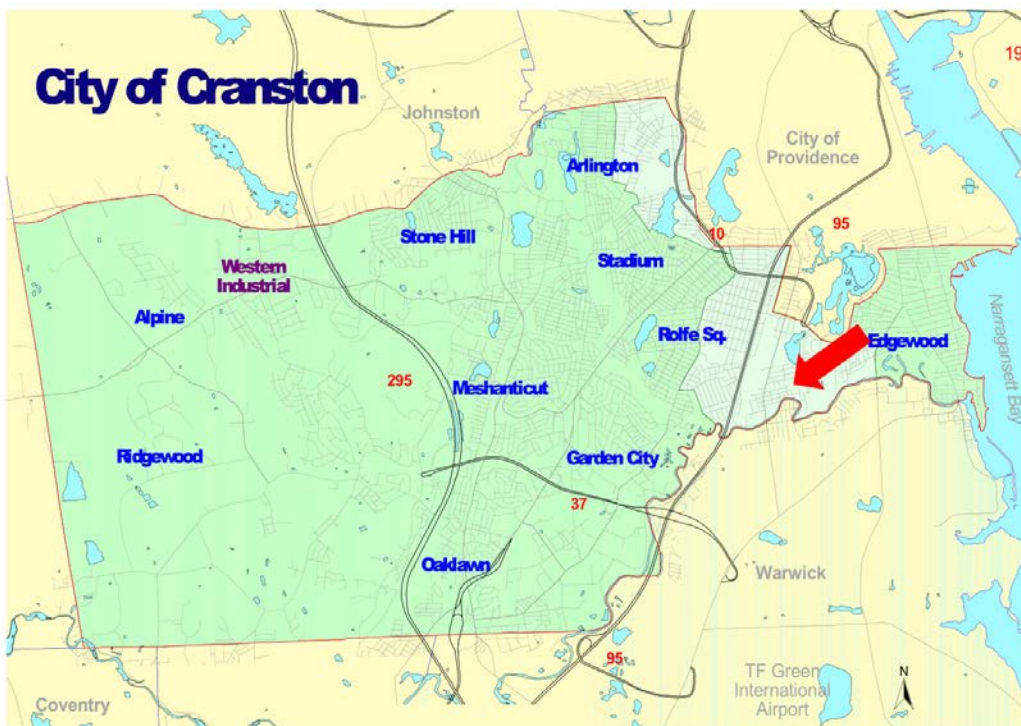 City of Cranston
Johnston
19
City of
Providence
Arlington
10
95
Stone Hill
Stadium
Western
Industrial
Alpine
Rolfe Sq.
Edgewood
Narragansett Bay
295
Meshanticut
Ridgewood
Garden City
37
Oaklawn
Warwick
95
TF Green
International
Airport
N
Coventry